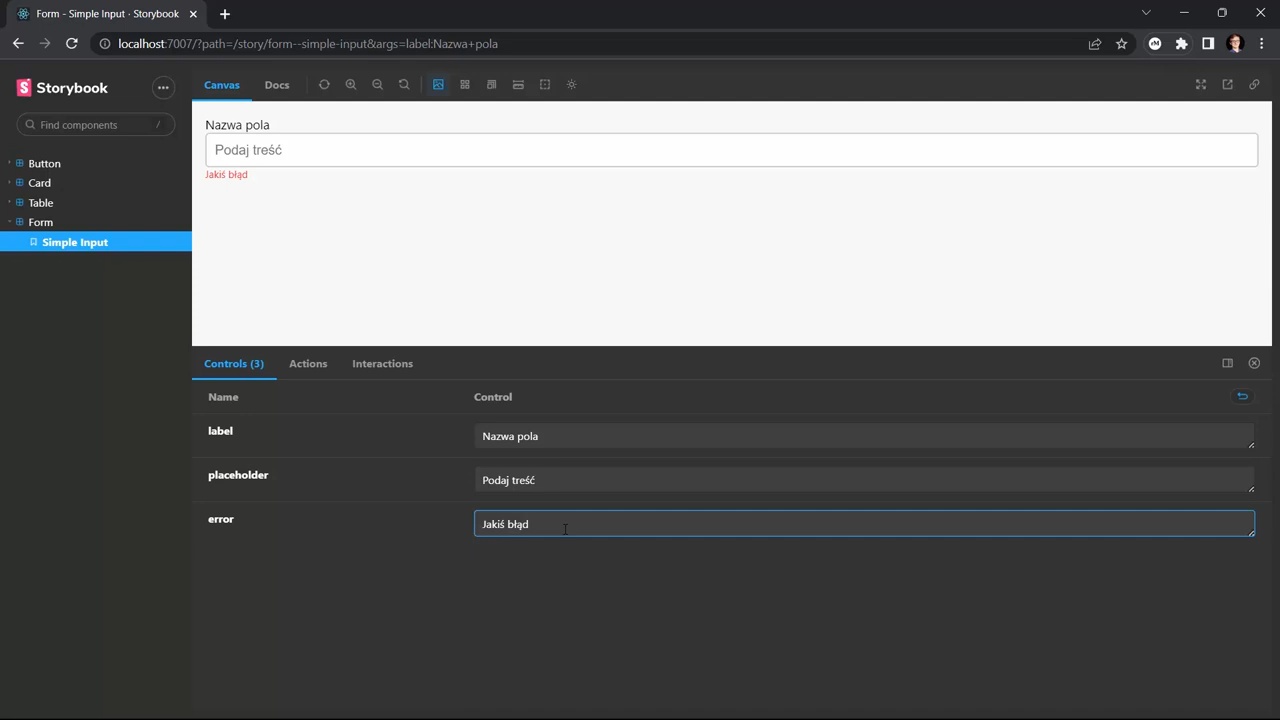 Form - Simple Input · Storybook
localhost:7007/?path=/story/form--simple-input&args=label:Nazwa+pola
Storybook
Find components /
Button
Card
Table
Form
Simple Input
Canvas Docs
Nazwa pola
Podaj treść
Jakiś błąd
Controls (3) Actions Interactions
Name Control
label Nazwa pola
placeholder Podaj treść
error Jakiś błąd